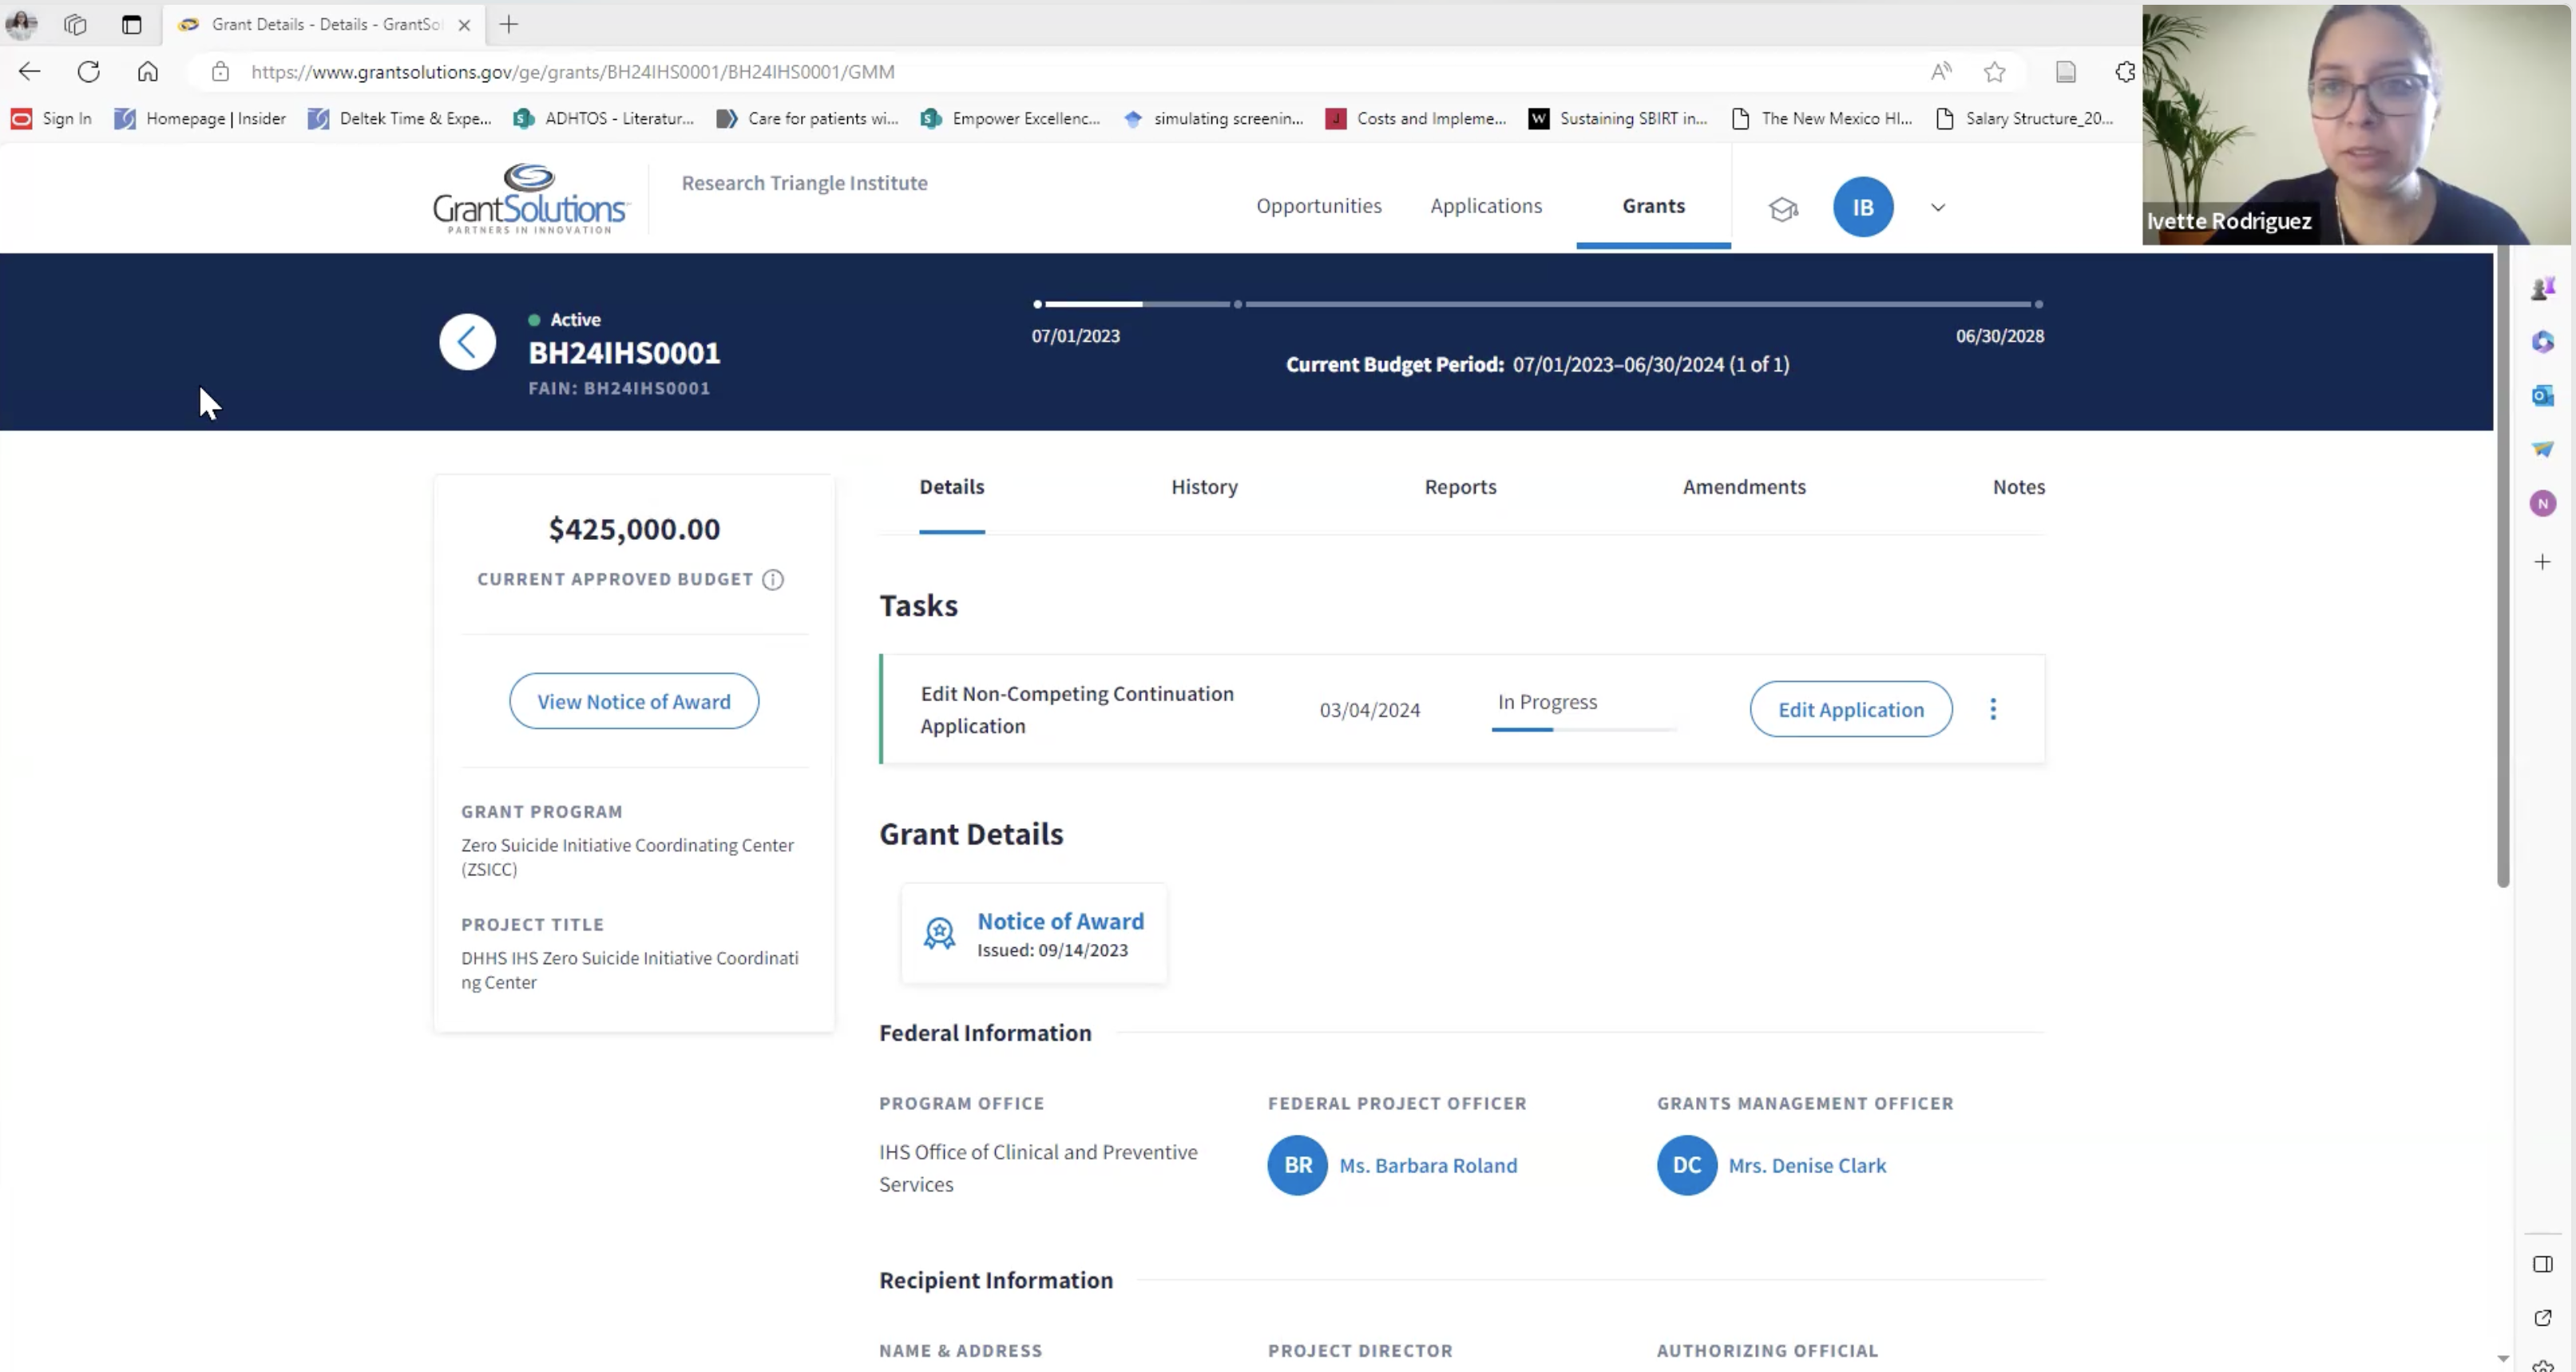 Grant Details - Details - GrantSol
https://www.grantsolutions.gov/ge/grants/BH24IHS0001/BH24IHS0001/GMM
Sign In
Homepage | Insider
Deltek Time & Expe...
ADHTOS - Literatur...
Care for patients wi...
Empower Excellenc...
simulating screenin...
Costs and Impleme...
Sustaining SBIRT in...
The New Mexico HI...
Salary Structure_20...
Ivette Rodriguez
GrantSolutions
PARTNERS IN INNOVATION
Research Triangle Institute
Opportunities
Applications
Grants
IB
Active
BH24IHS0001
FAIN: BH24IHS0001
07/01/2023
06/30/2028
Current Budget Period: 07/01/2023–06/30/2024 (1 of 1)
$425,000.00
CURRENT APPROVED BUDGET
View Notice of Award
GRANT PROGRAM
Zero Suicide Initiative Coordinating Center
(ZSICC)
PROJECT TITLE
DHHS IHS Zero Suicide Initiative Coordinati
ng Center
Details
History
Reports
Amendments
Notes
Tasks
Edit Non-Competing Continuation
Application
03/04/2024
In Progress
Edit Application
Grant Details
Notice of Award
Issued: 09/14/2023
Federal Information
PROGRAM OFFICE
IHS Office of Clinical and Preventive
Services
FEDERAL PROJECT OFFICER
BR Ms. Barbara Roland
GRANTS MANAGEMENT OFFICER
DC Mrs. Denise Clark
Recipient Information
NAME & ADDRESS
PROJECT DIRECTOR
AUTHORIZING OFFICIAL
N